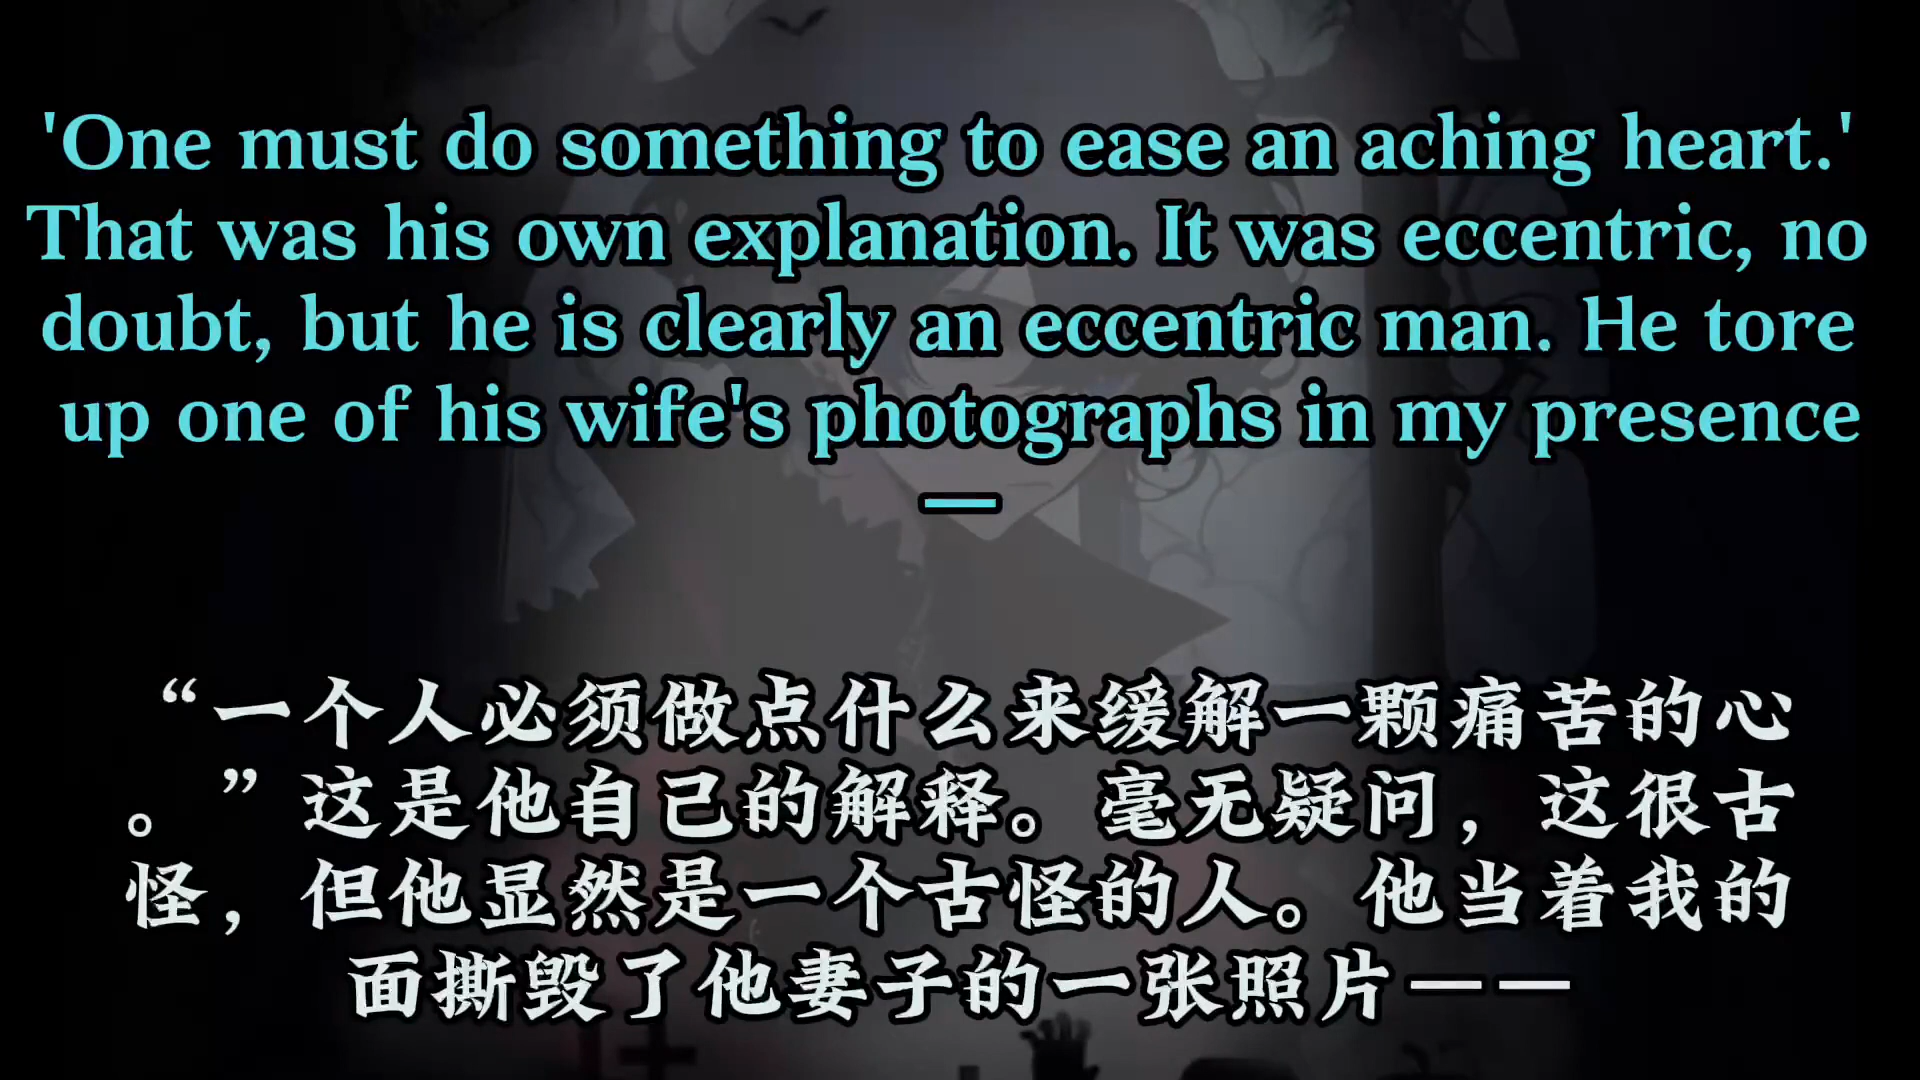 'One must do something to ease an aching heart.'
That was his own explanation. It was eccentric, no
doubt, but he is clearly an eccentric man. He tore
up one of his wife's photographs in my presence
—
“一个人必须做点什么来缓解一颗痛苦的心
。”这是他自己的解释。毫无疑问，这很古
怪，但他显然是一个古怪的人。他当着我的
面撕毁了他妻子的一张照片——